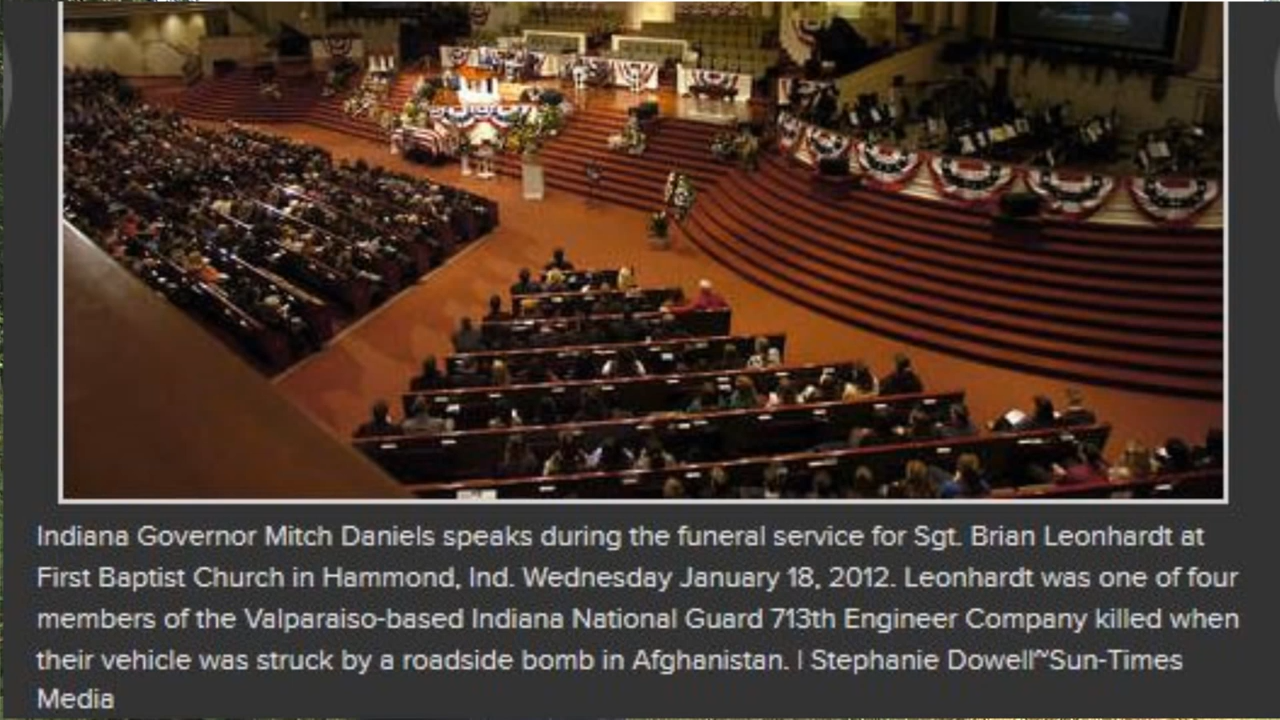 Indiana Governor Mitch Daniels speaks during the funeral service for Sgt. Brian Leonhardt at
First Baptist Church in Hammond, Ind. Wednesday January 18, 2012. Leonhardt was one of four
members of the Valparaiso-based Indiana National Guard 713th Engineer Company killed when
their vehicle was struck by a roadside bomb in Afghanistan. | Stephanie Dowell~Sun-Times
Media